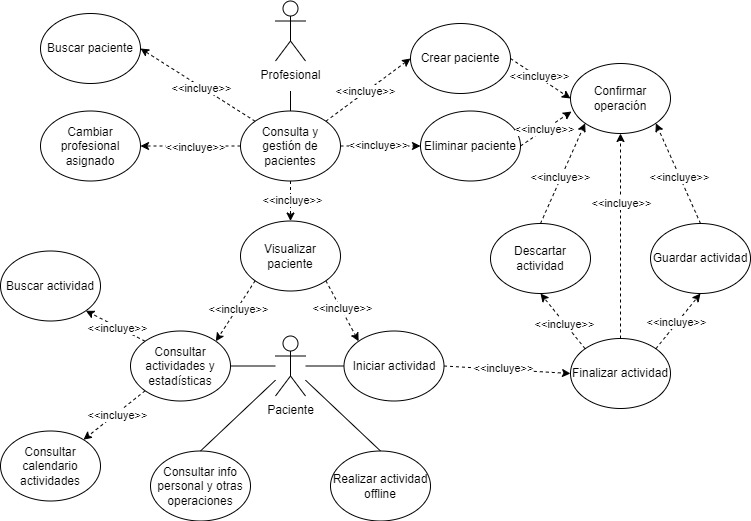 Buscar paciente
<<incluye>>
Profesional
<<incluye>>
Crear paciente
<<incluye>>
Confirmar
operación
Cambiar
profesional
asignado
<<incluye>>
Consulta y
gestión de
pacientes
<<incluye>>
Eliminar paciente
<<incluye>>
<<incluye>>
<<incluye>>
<<incluye>>
<<incluye>>
Visualizar
paciente
Descartar
actividad
Guardar actividad
Buscar actividad
<<incluye>>
<<incluye>>
<<incluye>>
<<incluye>>
<<incluye>>
Consultar
actividades y
estadísticas
Iniciar actividad
<<incluye>>
Finalizar actividad
Paciente
<<incluye>>
Consultar
calendario
actividades
Consultar info
personal y otras
operaciones
Realizar actividad
offline